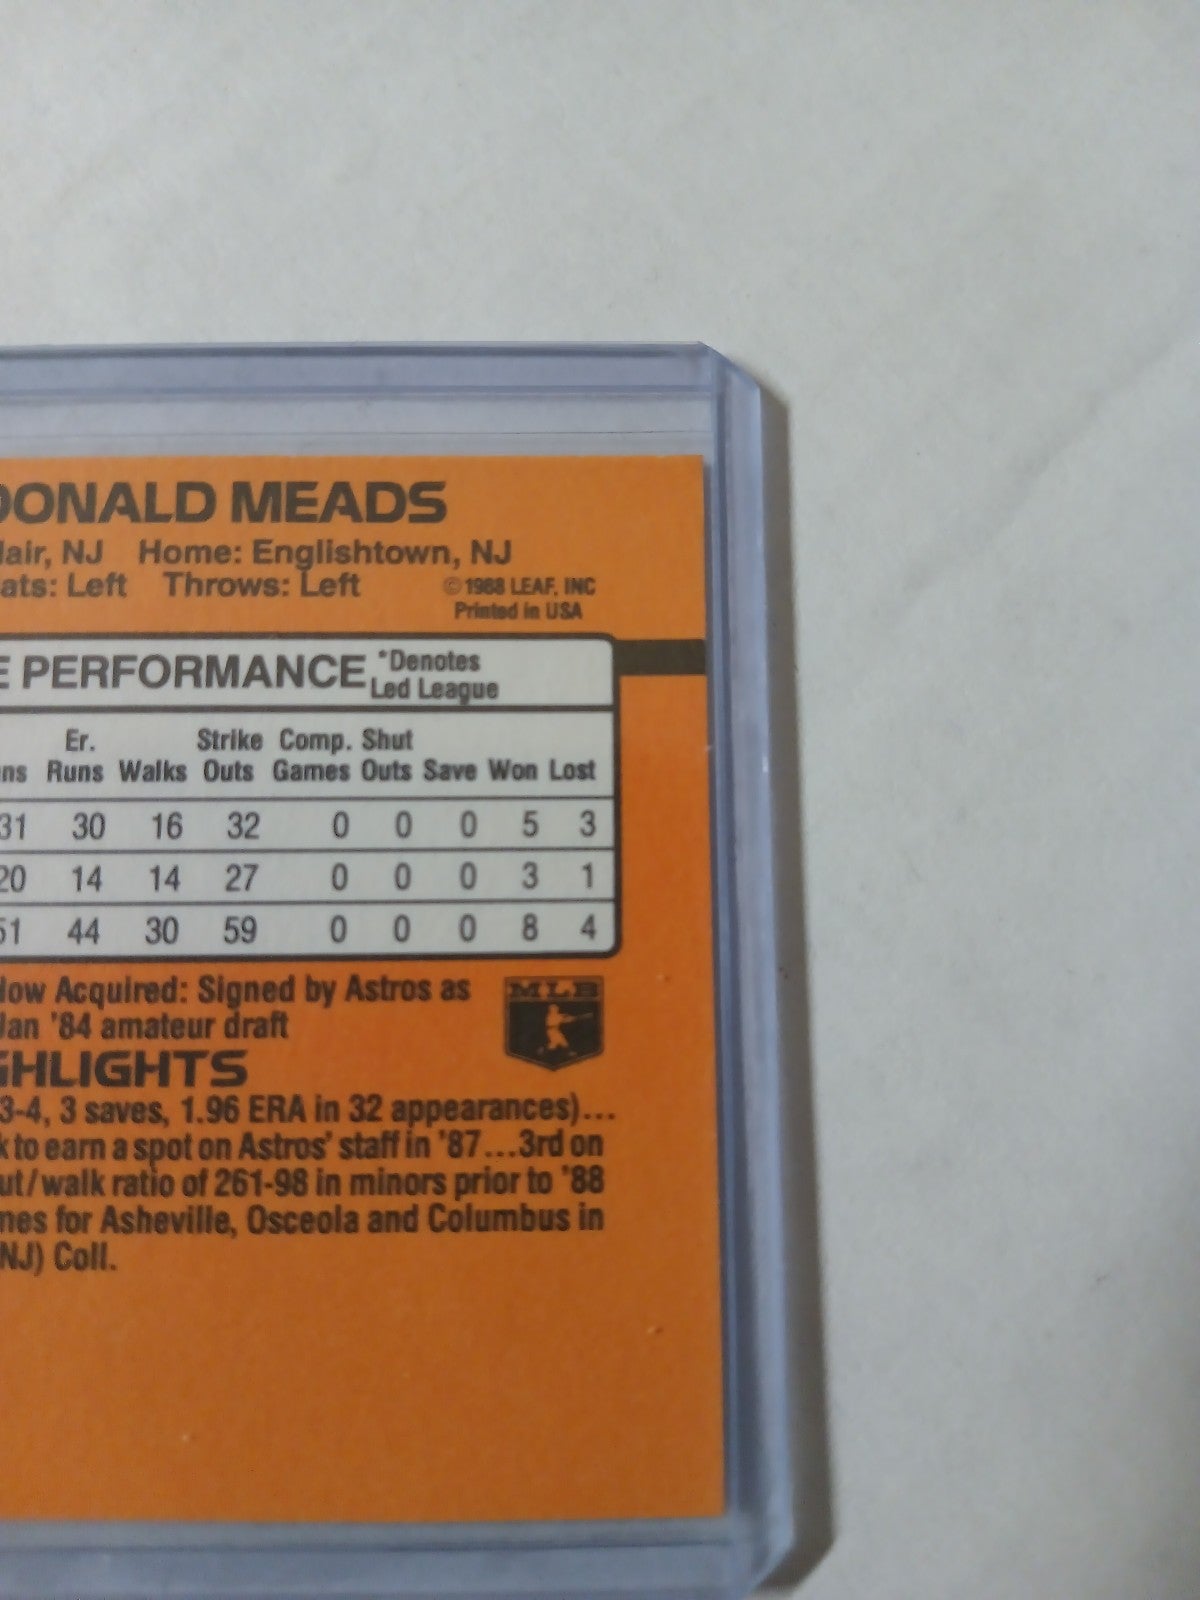 DONALD MEADS
lair, NJ Home: Englishtown, NJ
ats: Left Throws: Left ©1988 LEAF, INC
Printed in USA
E PERFORMANCE *Denotes
Led League
Er. Strike Comp. Shut
ns Runs Walks Outs Games Outs Save Won Lost
31 30 16 32 0 0 0 5 3
20 14 14 27 0 0 0 3 1
51 44 30 59 0 0 0 8 4
How Acquired: Signed by Astros as
Jan '84 amateur draft
MLB
GHLIGHTS
3-4, 3 saves, 1.96 ERA in 32 appearances)...
k to earn a spot on Astros' staff in '87...3rd on
ut/walk ratio of 261-98 in minors prior to '88
mes for Asheville, Osceola and Columbus in
NJ) Coll.